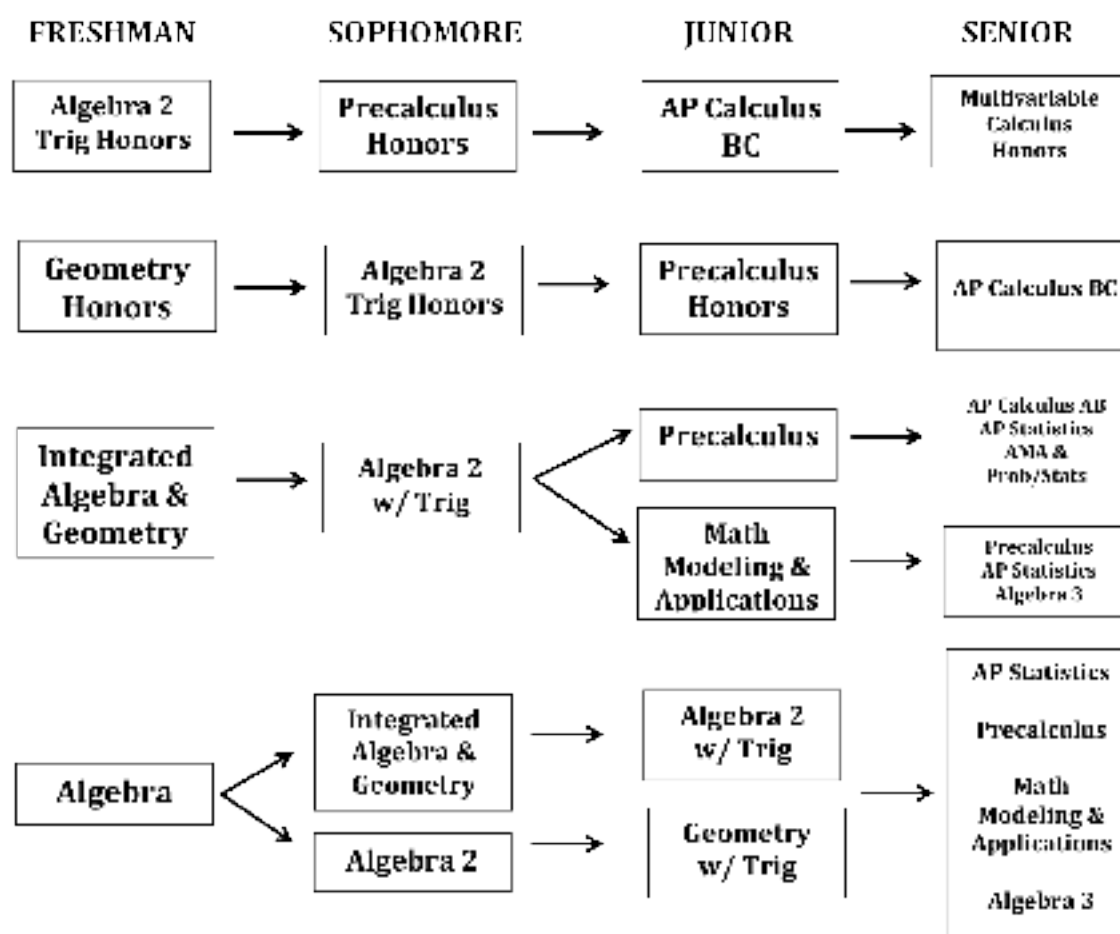 FRESHMAN SOPHOMORE JUNIOR SENIOR
Algebra 2
Trig Honors
Precalculus
Honors
AP Calculus
BC
Multivariable
Calculus
Honors
Geometry
Honors
Algebra 2
Trig Honors
Precalculus
Honors
AP Calculus BC
Integrated
Algebra &
Geometry
Algebra 2
w/ Trig
Precalculus
AP Calculus AB
AP Statistics
AMA &
Prob/Stats
Math
Modeling &
Applications
Precalculus
AP Statistics
Algebra 3
Algebra
Integrated
Algebra &
Geometry
Algebra 2
w/ Trig
Algebra 2
Geometry
w/ Trig
AP Statistics
Precalculus
Math
Modeling &
Applications
Algebra 3